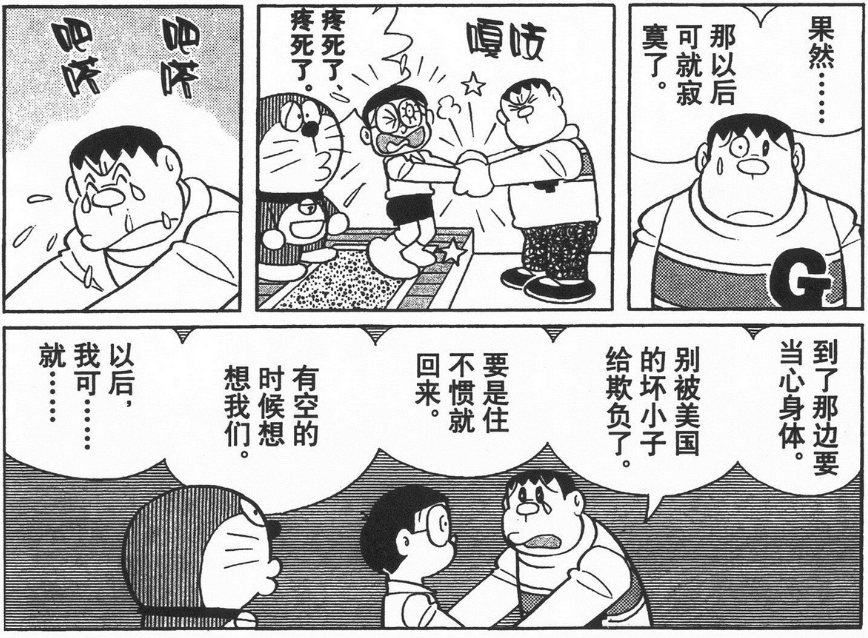 果然……
那以后
可就寂
寞了。
G
嘎吱
疼死了、
疼死了。
吧嗒
吧嗒
到了那边要
当心身体。
别被美国
的坏小子
给欺负了。
要是住
不惯就
回来。
有空的
时候想
想我们。
以后，
我可……
就……